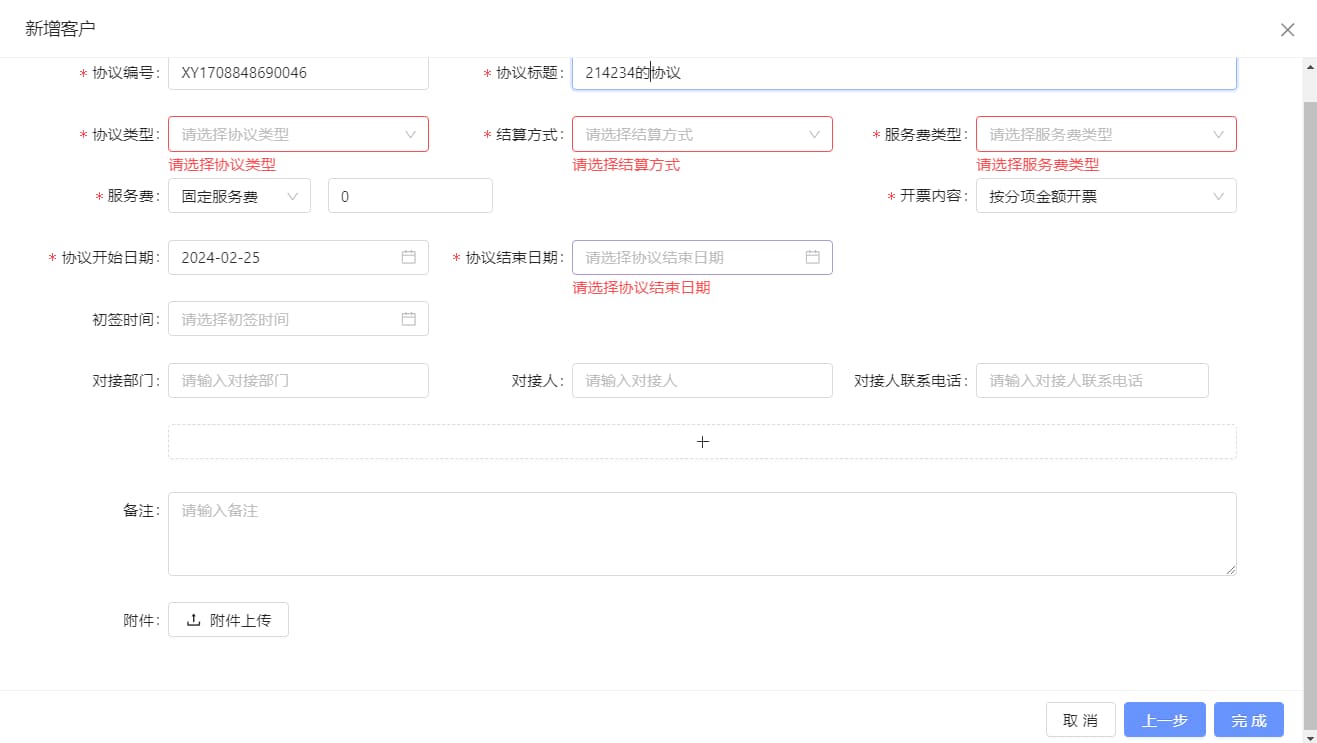 新增客户
* 协议编号: XY1708848690046 * 协议标题: 214234的协议
* 协议类型: 请选择协议类型 * 结算方式: 请选择结算方式 * 服务费类型: 请选择服务费类型
请选择协议类型 请选择结算方式 请选择服务费类型
* 服务费: 固定服务费 0 * 开票内容: 按分项金额开票
* 协议开始日期: 2024-02-25 * 协议结束日期: 请选择协议结束日期
请选择协议结束日期
初签时间: 请选择初签时间
对接部门: 请输入对接部门 对接人: 请输入对接人 对接人联系电话: 请输入对接人联系电话
+
备注: 请输入备注
附件: 附件上传
取 消 上一步 完 成